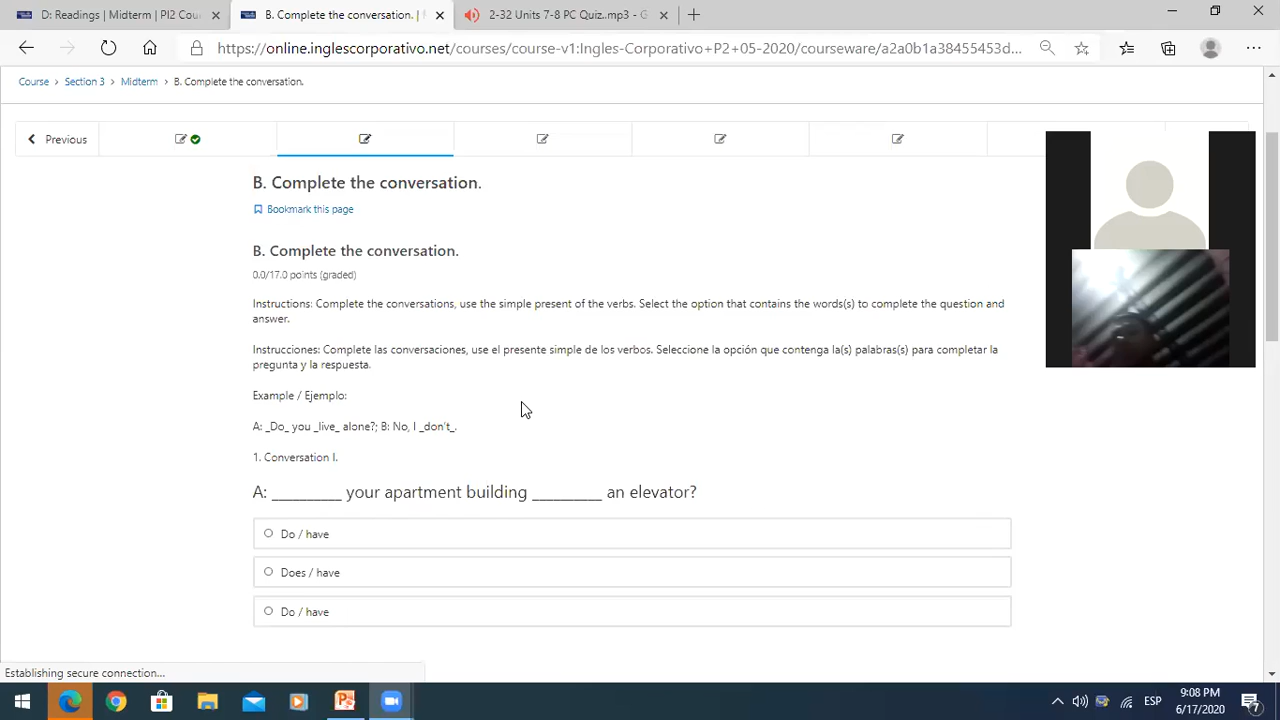 D: Readings | Midterm | PI2 Cou
B. Complete the conversation. |
2-32 Units 7-8 PC Quiz..mp3 - G
https://online.inglescorporativo.net/courses/course-v1:Ingles-Corporativo+P2+05-2020/courseware/a2a0b1a38455453d...
Course > Section 3 > Midterm > B. Complete the conversation.
Previous
B. Complete the conversation.
Bookmark this page
B. Complete the conversation.
0.0/17.0 points (graded)
Instructions: Complete the conversations, use the simple present of the verbs. Select the option that contains the words(s) to complete the question and
answer.
Instrucciones: Complete las conversaciones, use el presente simple de los verbos. Seleccione la opción que contenga la(s) palabras(s) para completar la
pregunta y la respuesta.
Example / Ejemplo:
A: _Do_ you _live_ alone?; B: No, I _don't_.
1. Conversation I.
A: __________ your apartment building __________ an elevator?
Do / have
Does / have
Do / have
Establishing secure connection...
ESP
9:08 PM
6/17/2020
7